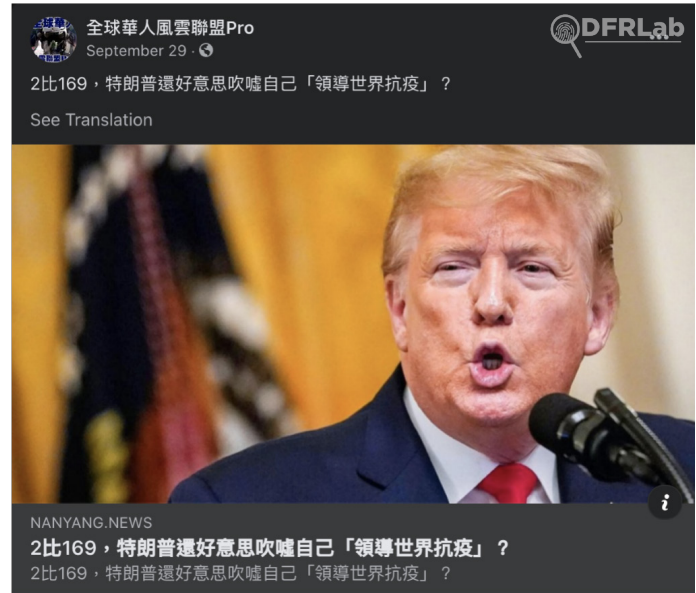 全球華人風雲聯盟Pro
DFRLab
September 29
2比169，特朗普還好意思吹噓自己「領導世界抗疫」？
See Translation
NANYANG.NEWS
2比169，特朗普還好意思吹噓自己「領導世界抗疫」？
2比169，特朗普還好意思吹噓自己「領導世界抗疫」？